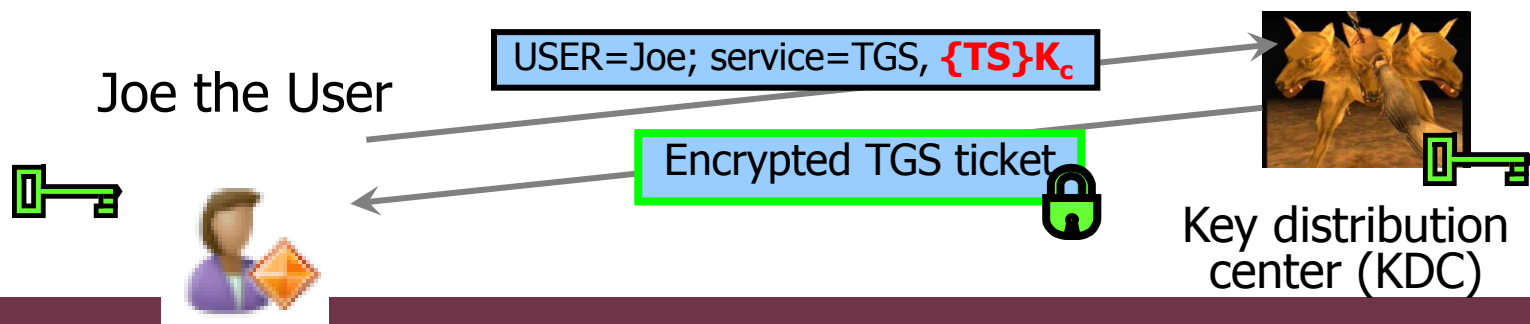 USER=Joe; service=TGS, {TS}Kc
Joe the User
Encrypted TGS ticket
Key distribution
center (KDC)